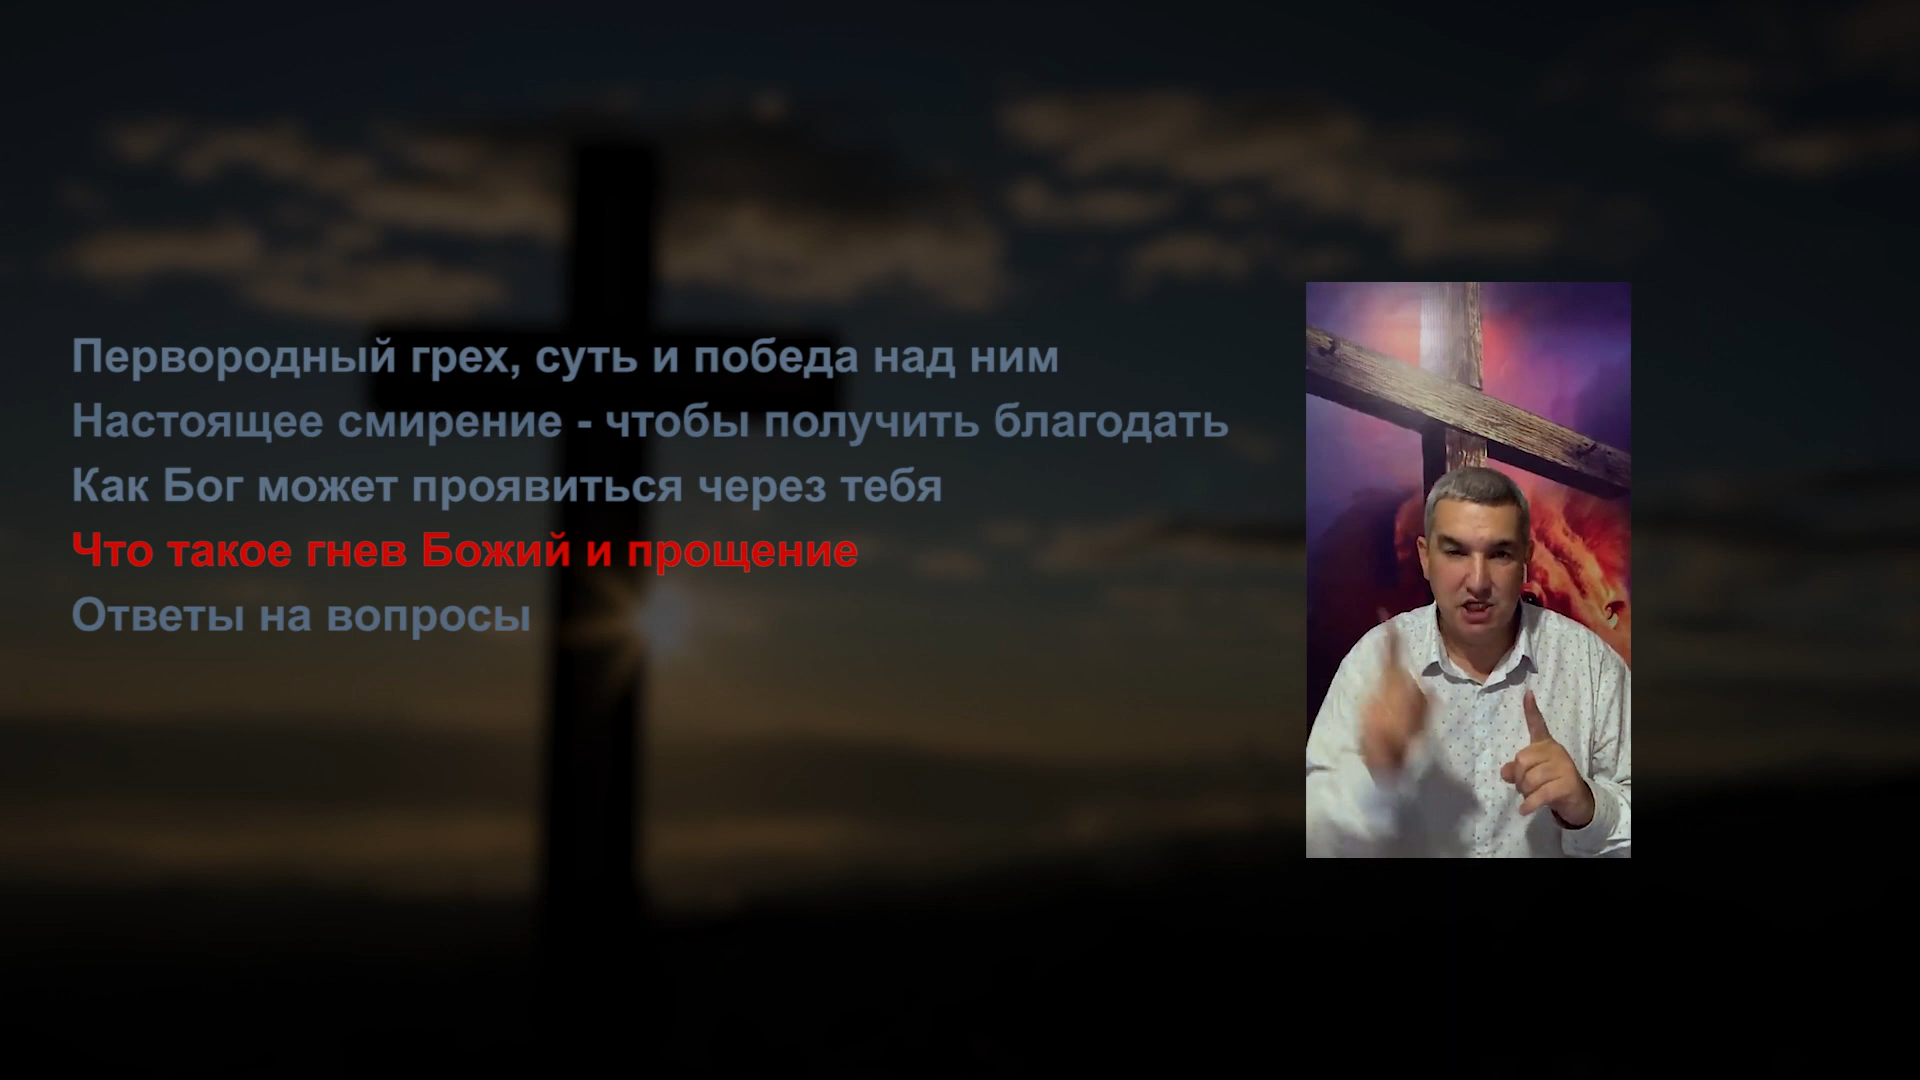 Первородный грех, суть и победа над ним
Настоящее смирение - чтобы получить благодать
Как Бог может проявиться через тебя
Что такое гнев Божий и прощение
Ответы на вопросы